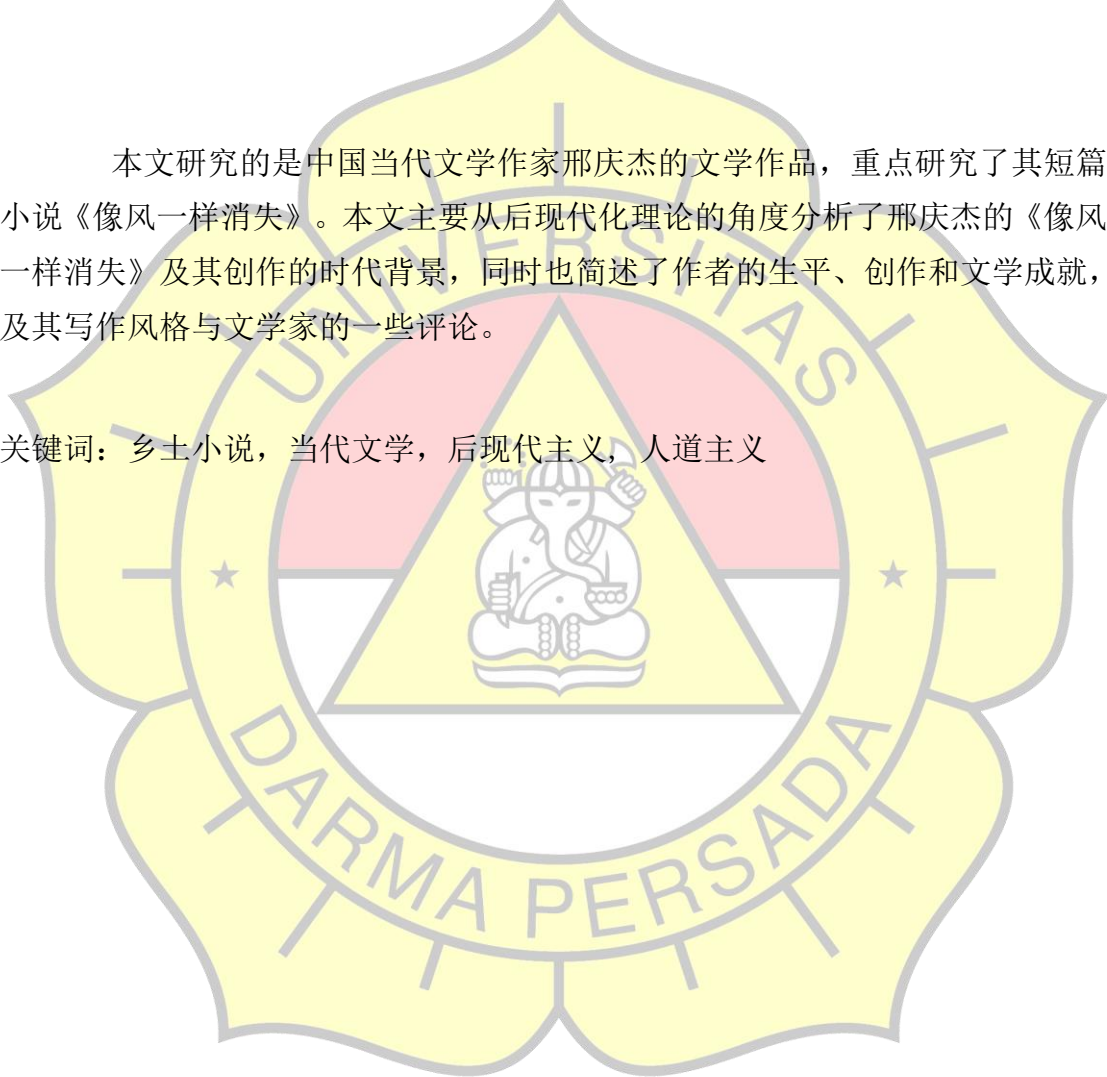 本文研究的是中国当代文学作家邢庆杰的文学作品，重点研究了其短篇
小说《像风一样消失》。本文主要从后现代化理论的角度分析了邢庆杰的《像风
一样消失》及其创作的时代背景，同时也简述了作者的生平、创作和文学成就，
及其写作风格与文学家的一些评论。
关键词：乡土小说，当代文学，后现代主义, 人道主义
UNIVERSITAS
DARMA PERSADA